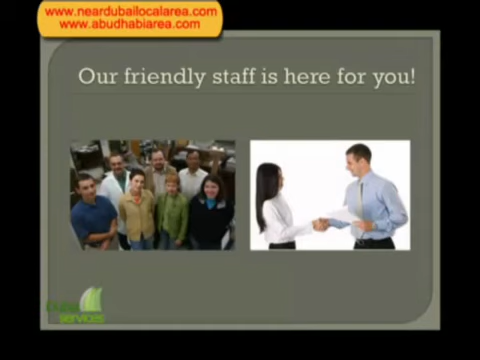 www.neardubailocalarea.com
www.abudhabiarea.com
Our friendly staff is here for you!
services